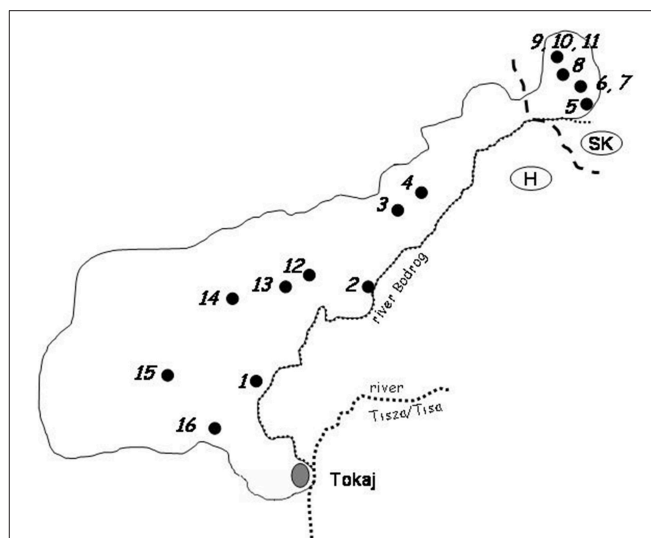 9, 10, 11
8
6, 7
5
SK
H
4
3
12
13
2
14
river Bodrog
15
1
river
Tisza/Tisa
16
Tokaj